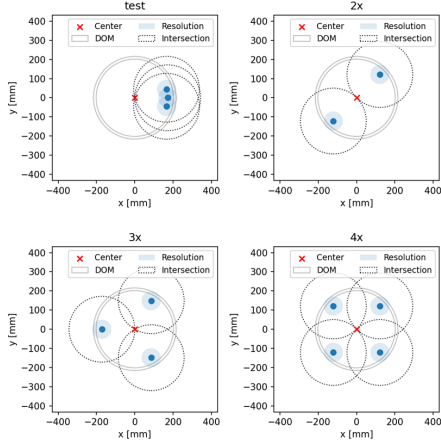 test
2x
400
300
200
100
0
−100
−200
−300
−400
y [mm]
Center
DOM
Resolution
Intersection
−400
−200
0
200
400
x [mm]
400
300
200
100
0
−100
−200
−300
−400
y [mm]
Center
DOM
Resolution
Intersection
−400
−200
0
200
400
x [mm]
3x
4x
400
300
200
100
0
−100
−200
−300
−400
y [mm]
Center
DOM
Resolution
Intersection
−400
−200
0
200
400
x [mm]
400
300
200
100
0
−100
−200
−300
−400
y [mm]
Center
DOM
Resolution
Intersection
−400
−200
0
200
400
x [mm]